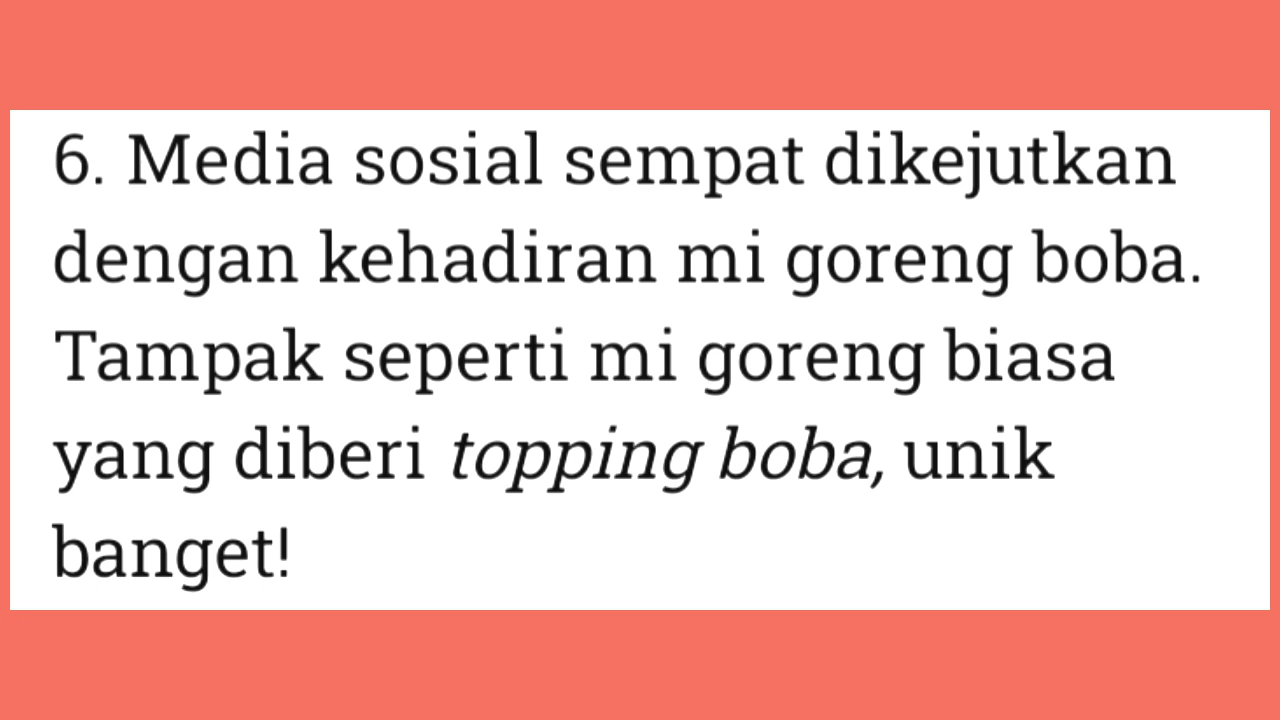 6. Media sosial sempat dikejutkan
dengan kehadiran mi goreng boba.
Tampak seperti mi goreng biasa
yang diberi topping boba, unik
banget!